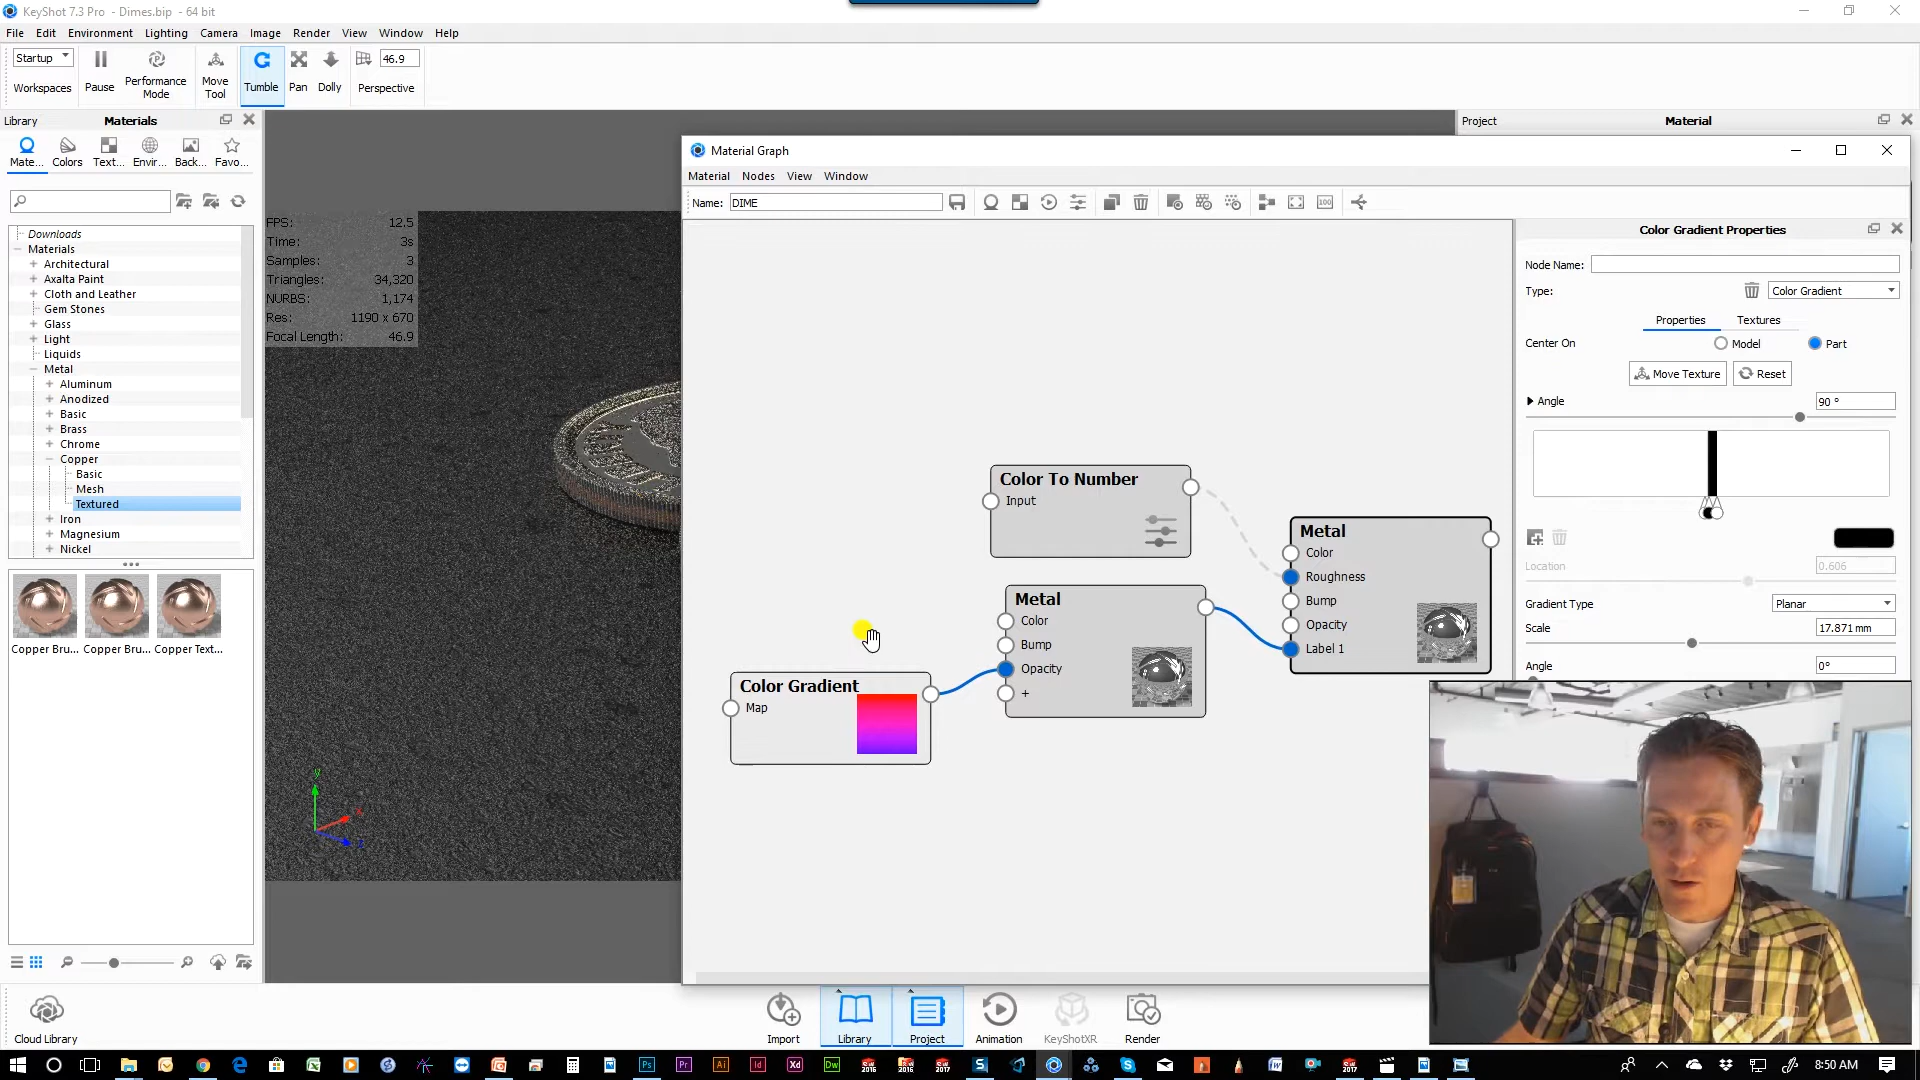 KeyShot 7.3 Pro - Dimes.bip - 64 bit
File Edit Environment Lighting Camera Image Render View Window Help
Startup
46.9
Workspaces
Pause
Performance
Mode
Move
Tool
Tumble
Pan
Dolly
Perspective
Library
Materials
Project
Material
Mate...
Colors
Text...
Envir...
Back...
Favo...
Downloads
Materials
Architectural
Axalta Paint
Cloth and Leather
Gem Stones
Glass
Light
Liquids
Metal
Aluminum
Anodized
Basic
Brass
Chrome
Copper
Basic
Mesh
Textured
Iron
Magnesium
Nickel
Copper Bru...
Copper Bru...
Copper Text...
FPS: 12.5
Time: 3s
Samples: 3
Triangles: 34,320
NURBS: 1,174
Res: 1190 x 670
Focal Length: 46.9
y
x
z
Material Graph
Material Nodes View Window
Name: DIME
100
Color To Number
Input
Metal
Color
Roughness
Bump
Opacity
Label 1
Metal
Color
Bump
Opacity
+
Color Gradient
Map
Color Gradient Properties
Node Name:
Type:
Color Gradient
Properties
Textures
Center On
Model
Part
Move Texture
Reset
Angle
90 °
Location
0.606
Gradient Type
Planar
Scale
17.871 mm
Angle
0°
Cloud Library
Import
Library
Project
Animation
KeyShotXR
Render
8:50 AM